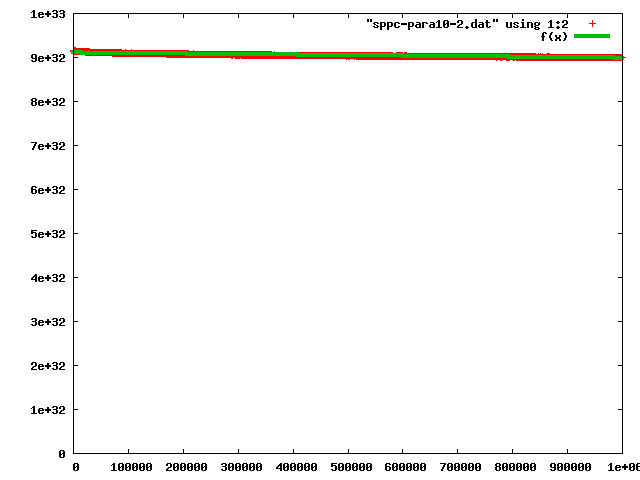 1e+33
"sppc-para10-2.dat" using 1:2
f(x)
9e+32
8e+32
7e+32
6e+32
5e+32
4e+32
3e+32
2e+32
1e+32
0
0 100000 200000 300000 400000 500000 600000 700000 800000 900000 1e+06